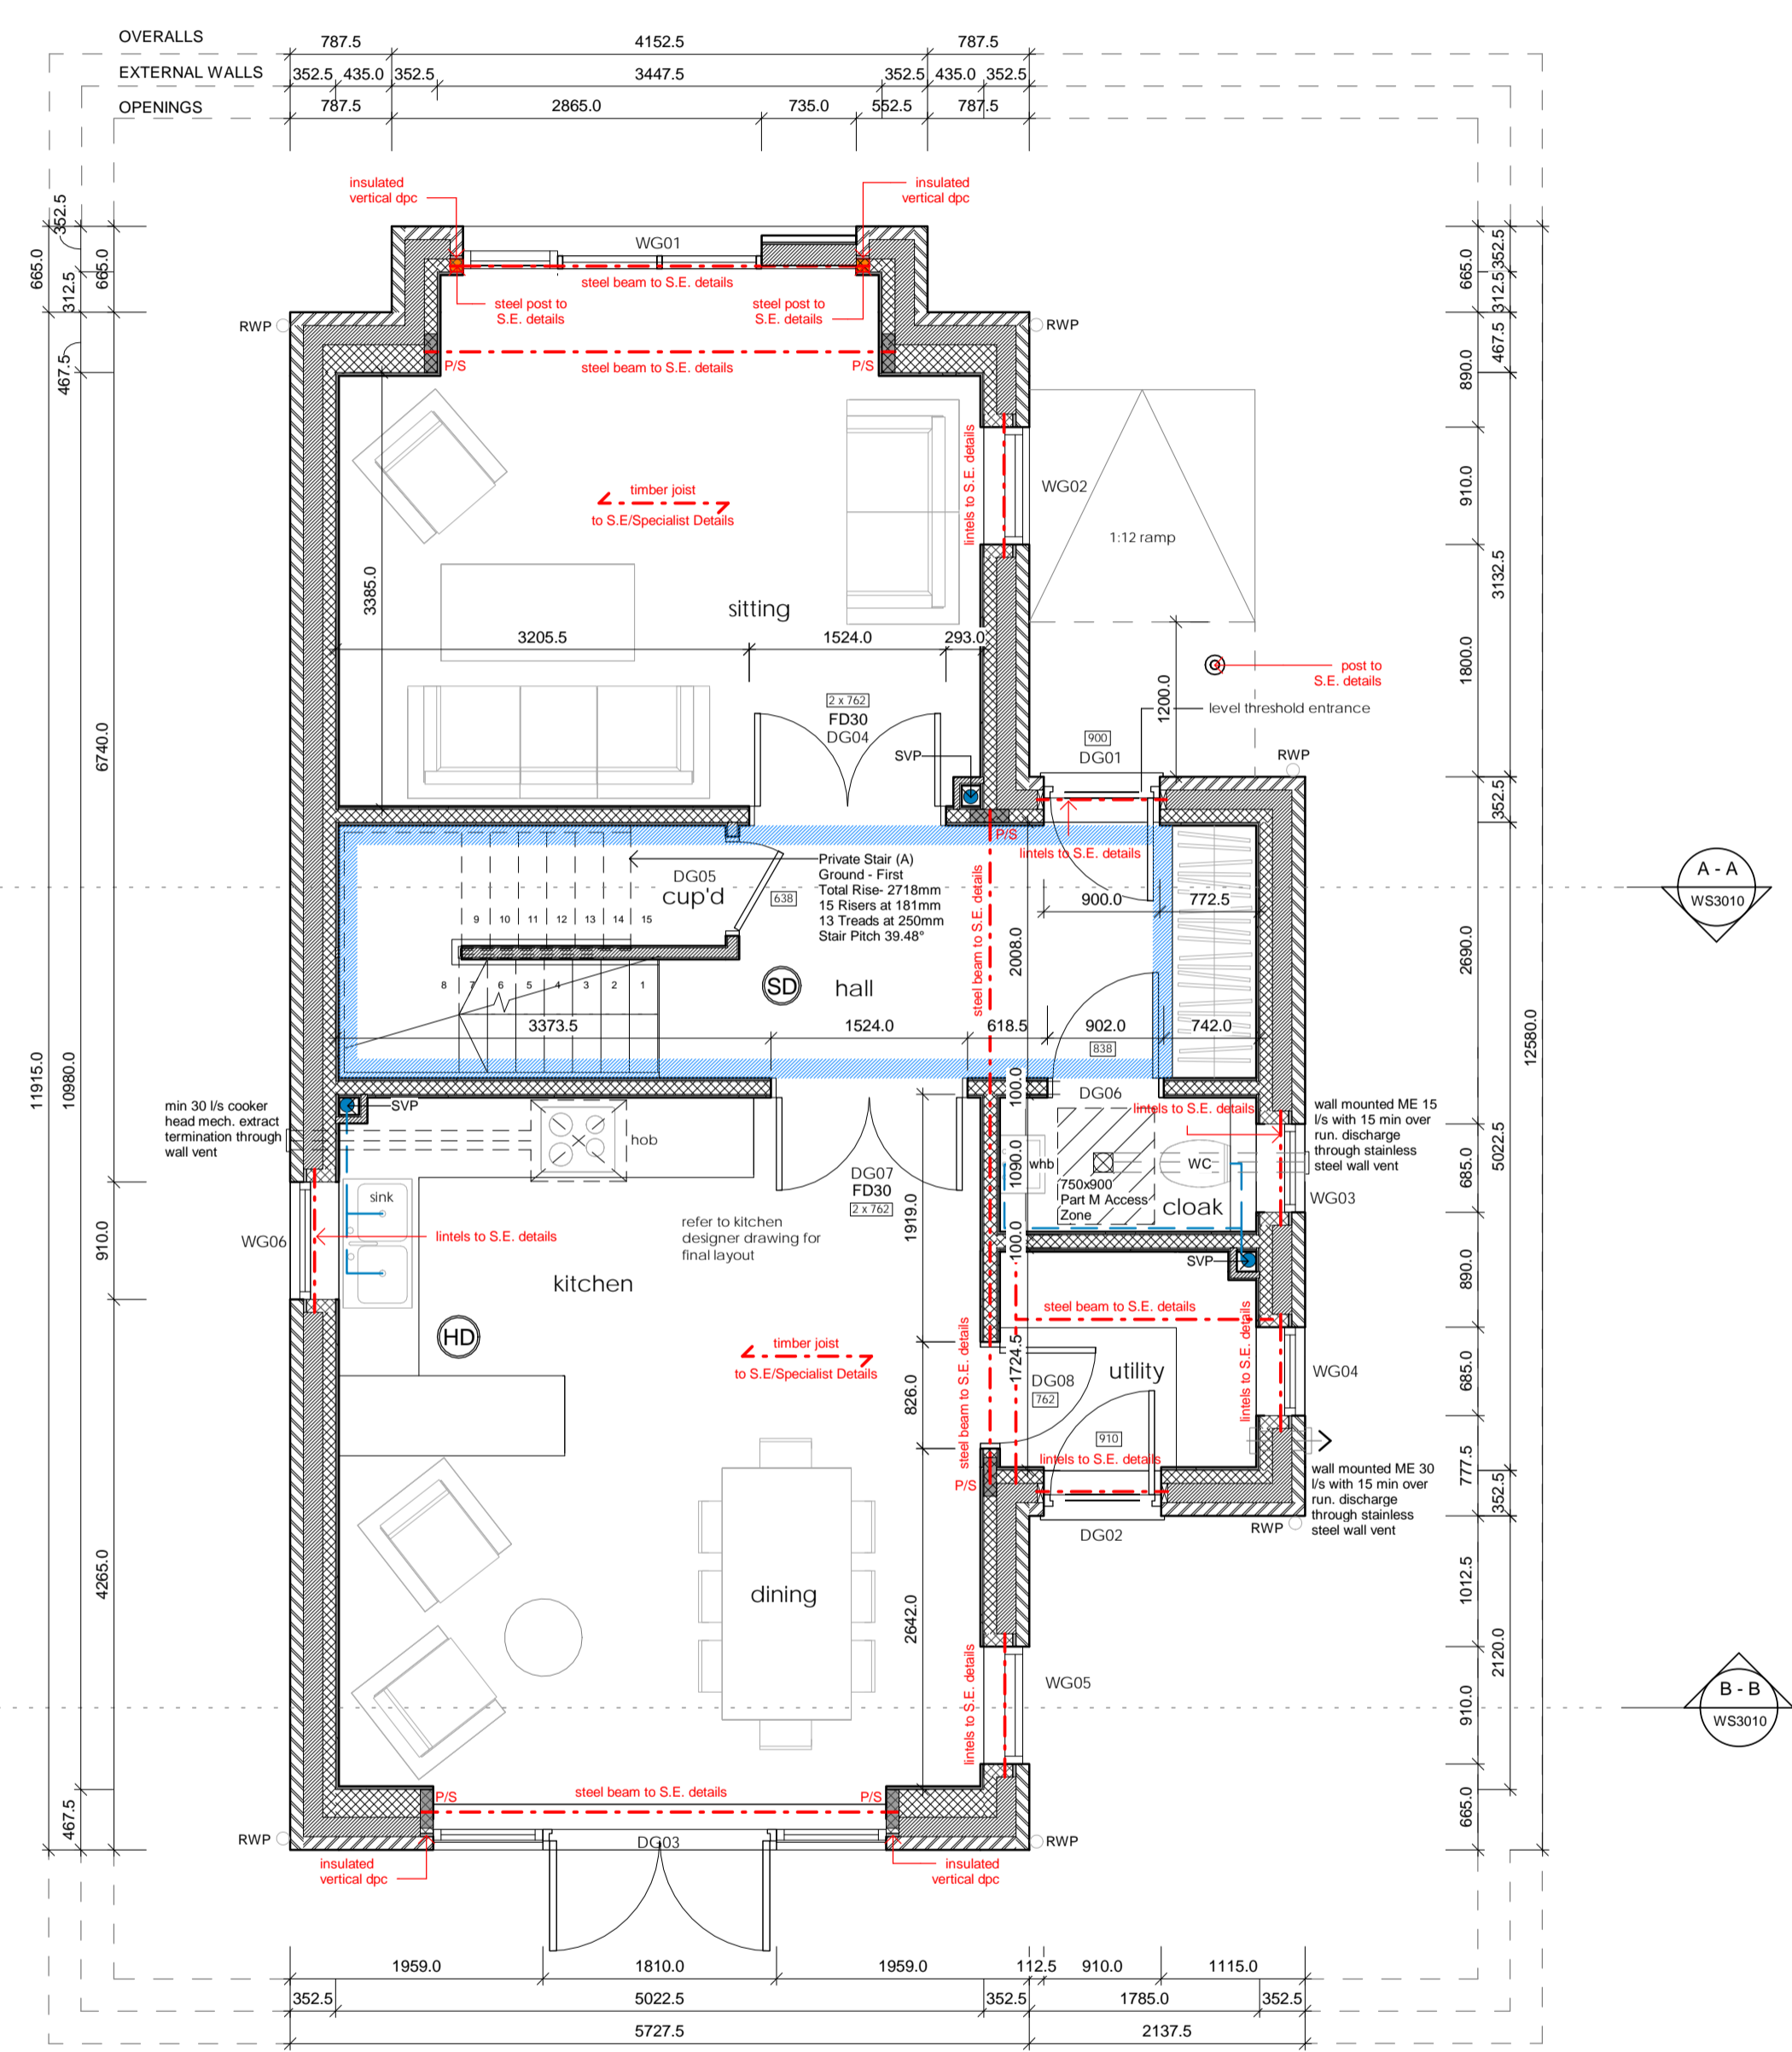 OVERALLS
787.5 4152.5 787.5
EXTERNAL WALLS
352.5 435.0 352.5 3447.5 352.5 435.0 352.5
OPENINGS
787.5 2865.0 735.0 552.5 787.5
insulated
vertical dpc
insulated
vertical dpc
WG01
steel beam to S.E. details
steel post to
S.E. details
steel post to
S.E. details
RWP
RWP
steel beam to S.E. details
P/S
P/S
352.5
665.0
312.5
665.0
467.5
6740.0
11915.0
10980.0
910.0
4265.0
467.5
665.0
352.5
312.5
467.5
890.0
910.0
3132.5
1800.0
352.5
2690.0
12580.0
5022.5
685.0
890.0
685.0
777.5
352.5
1012.5
2120.0
910.0
665.0
timber joist
to S.E/Specialist Details
lintels to S.E. details
WG02
1:12 ramp
3385.0
sitting
3205.5 1524.0 293.0
post to
S.E. details
1200.0
level threshold entrance
2 x 762
FD30
DG04
SVP
900
DG01
RWP
P/S
lintels to S.E. details
Private Stair (A)
Ground - First
Total Rise- 2718mm
15 Risers at 181mm
13 Treads at 250mm
Stair Pitch 39.48°
DG05
cup'd
638
9 10 11 12 13 14 15
8 7 6 5 4 3 2 1
SD
hall
steel beam to S.E. details
2008.0
900.0 772.5
A - A
WS3010
3373.5 1524.0 618.5 902.0 742.0
838
DG06
100.0
lintels to S.E. details
min 30 l/s cooker
head mech. extract
termination through
wall vent
SVP
hob
sink
DG07
FD30
2 x 762
1919.0
1090.0
whb
WC
750x900
Part M Access
Zone
cloak
wall mounted ME 15
l/s with 15 min over
run. discharge
through stainless
steel wall vent
WG03
WG06
lintels to S.E. details
refer to kitchen
designer drawing for
final layout
kitchen
100.0
SVP
HD
steel beam to S.E. details
lintels to S.E. details
timber joist
to S.E/Specialist Details
steel beam to S.E. details
1724.5
826.0
DG08
762
utility
WG04
910
lintels to S.E. details
P/S
DG02
RWP
wall mounted ME 30
l/s with 15 min over
run. discharge
through stainless
steel wall vent
dining
2642.0
lintels to S.E. details
WG05
B - B
WS3010
P/S
steel beam to S.E. details
P/S
RWP
DG03
RWP
insulated
vertical dpc
insulated
vertical dpc
1959.0 1810.0 1959.0 112.5 910.0 1115.0
352.5 5022.5 352.5 1785.0 352.5
5727.5 2137.5